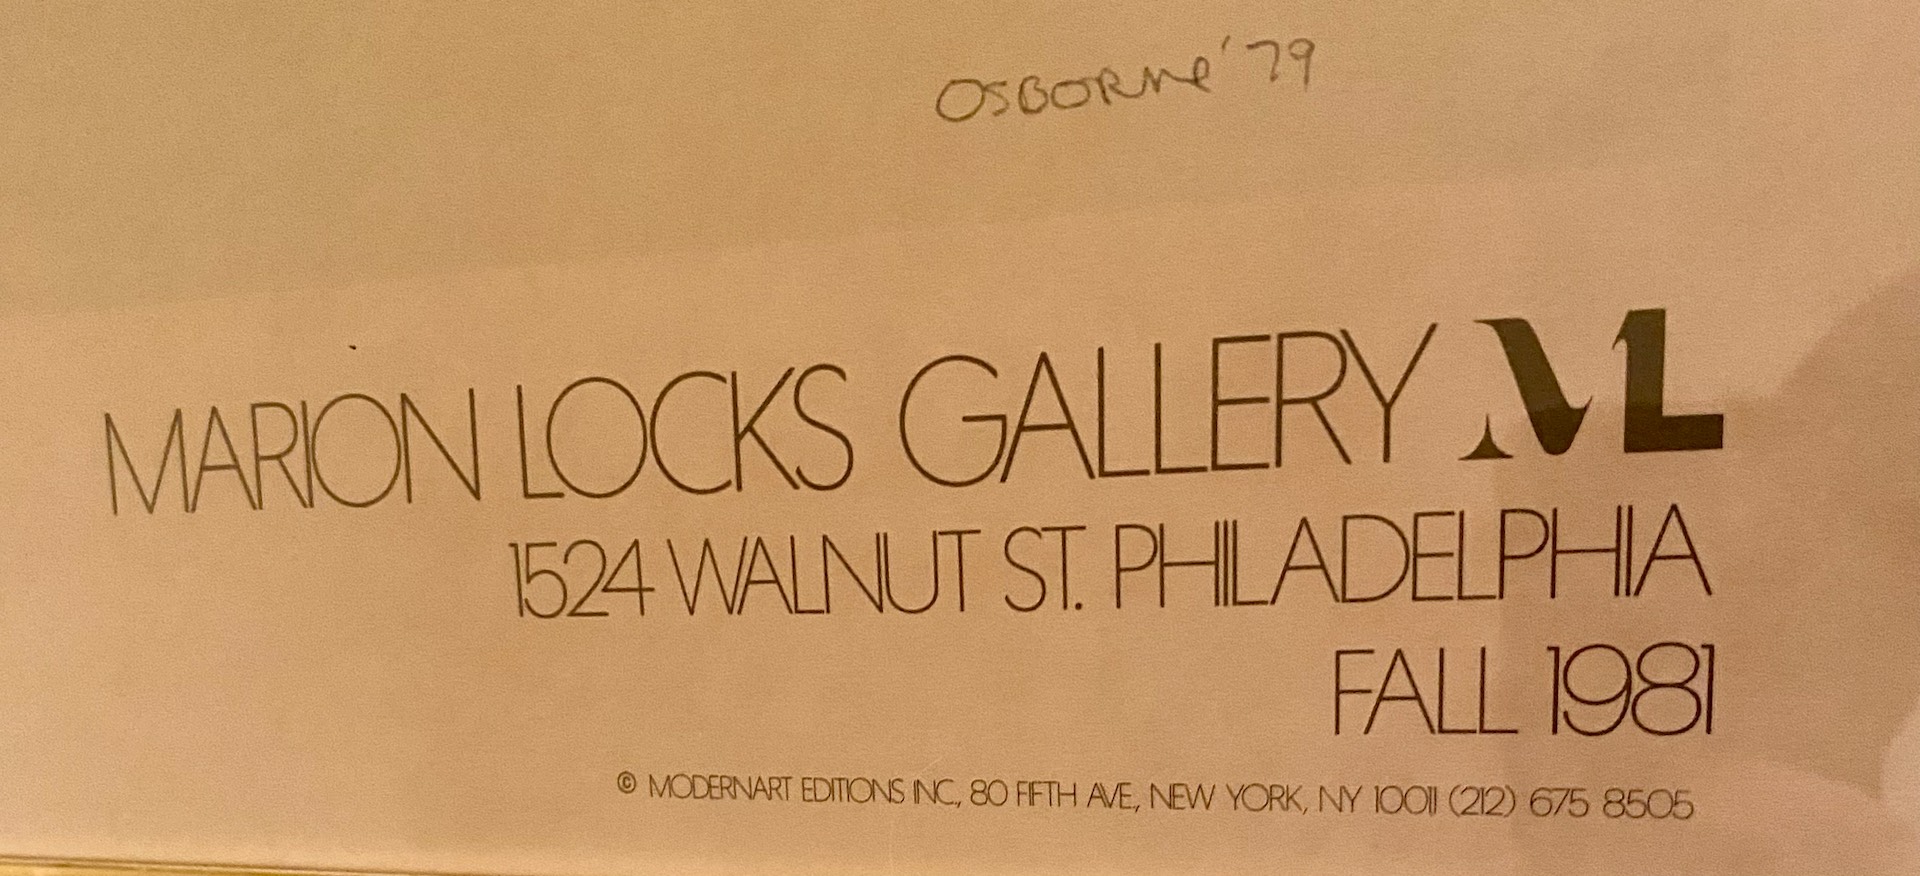 OSBORNE '79
MARION LOCKS GALLERY ML
1524 WALNUT ST. PHILADELPHIA
FALL 1981
© MODERNART EDITIONS INC, 80 FIFTH AVE, NEW YORK, NY 10011 (212) 675 8505